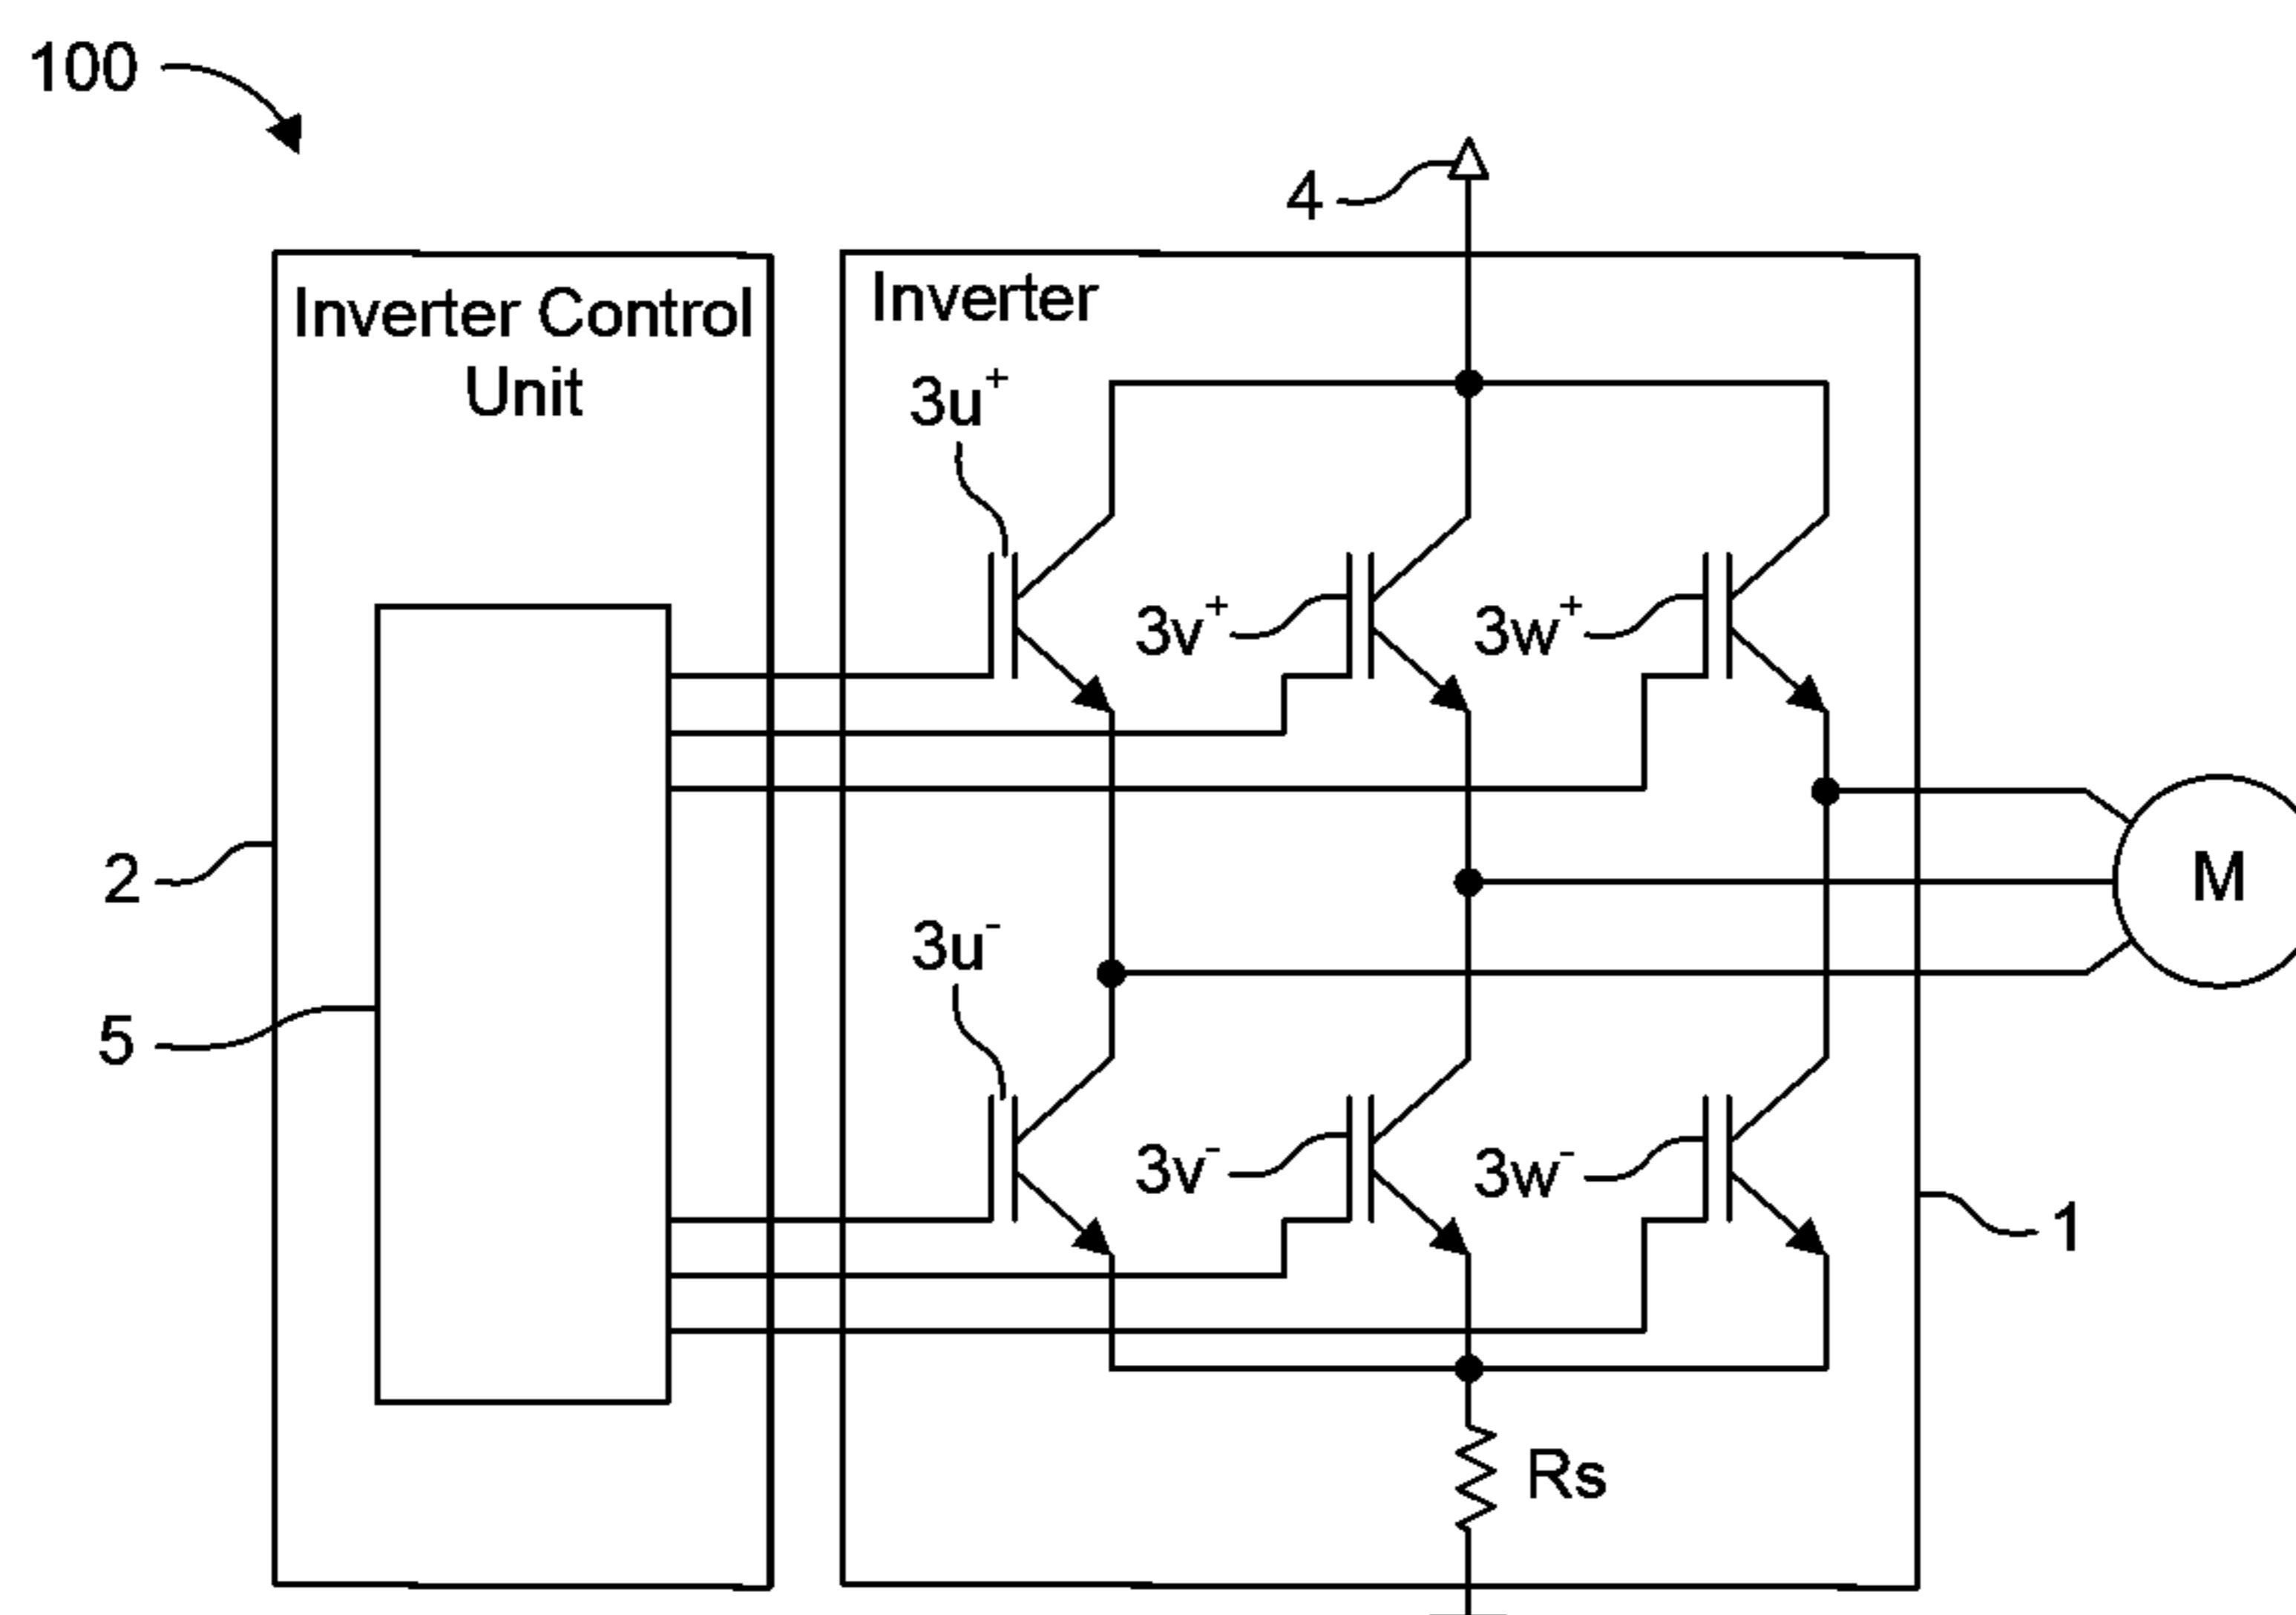 100
4
Inverter Control
Unit
Inverter
3u⁺
3v⁺
3w⁺
2
M
3u⁻
5
3v⁻
3w⁻
1
Rs